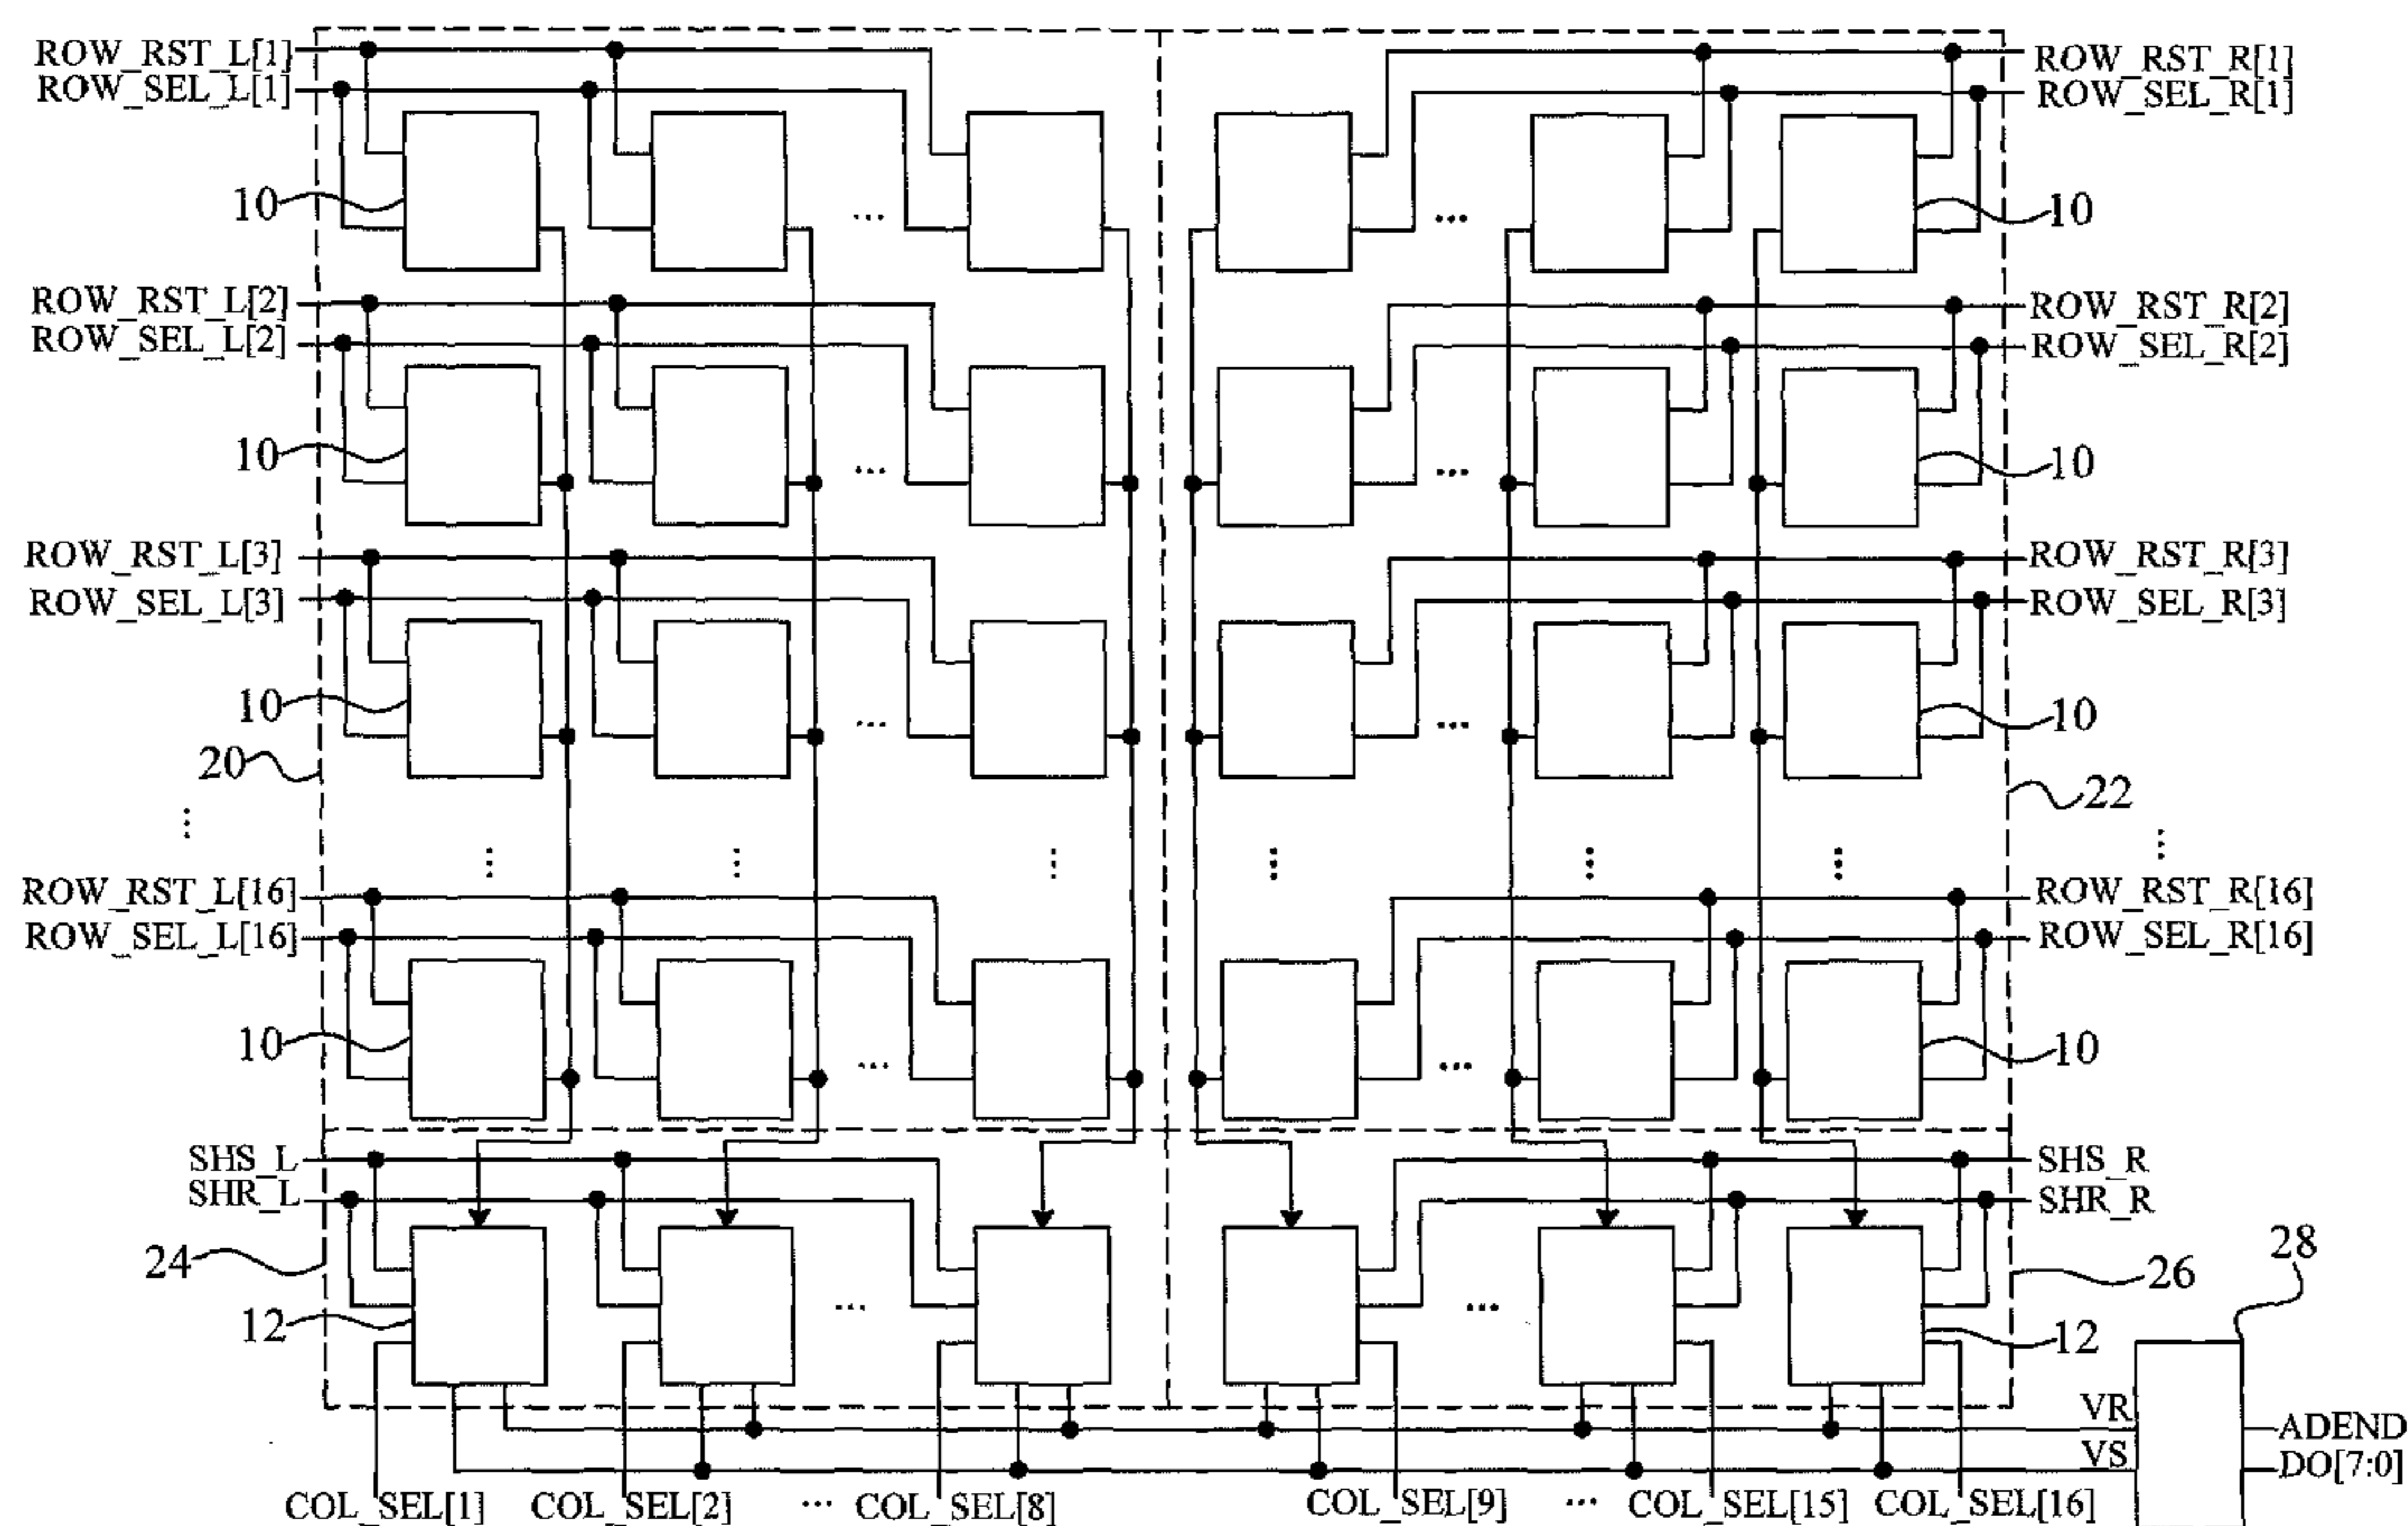 ROW_RST_L[1] ROW_RST_R[1]
ROW_SEL_L[1] ROW_SEL_R[1]
10 ... ... 10
ROW_RST_L[2] ROW_RST_R[2]
ROW_SEL_L[2] ROW_SEL_R[2]
10 ... ... 10
ROW_RST_L[3] ROW_RST_R[3]
ROW_SEL_L[3] ROW_SEL_R[3]
10 ... ... 10
20 22
ROW_RST_L[16] ROW_RST_R[16]
ROW_SEL_L[16] ROW_SEL_R[16]
10 ... ... 10
SHS_L SHS_R
SHR_L SHR_R
24 26 28
12 ... ... 12
VR ADEND
VS DO[7:0]
COL_SEL[1] COL_SEL[2] ... COL_SEL[8] COL_SEL[9] ... COL_SEL[15] COL_SEL[16]